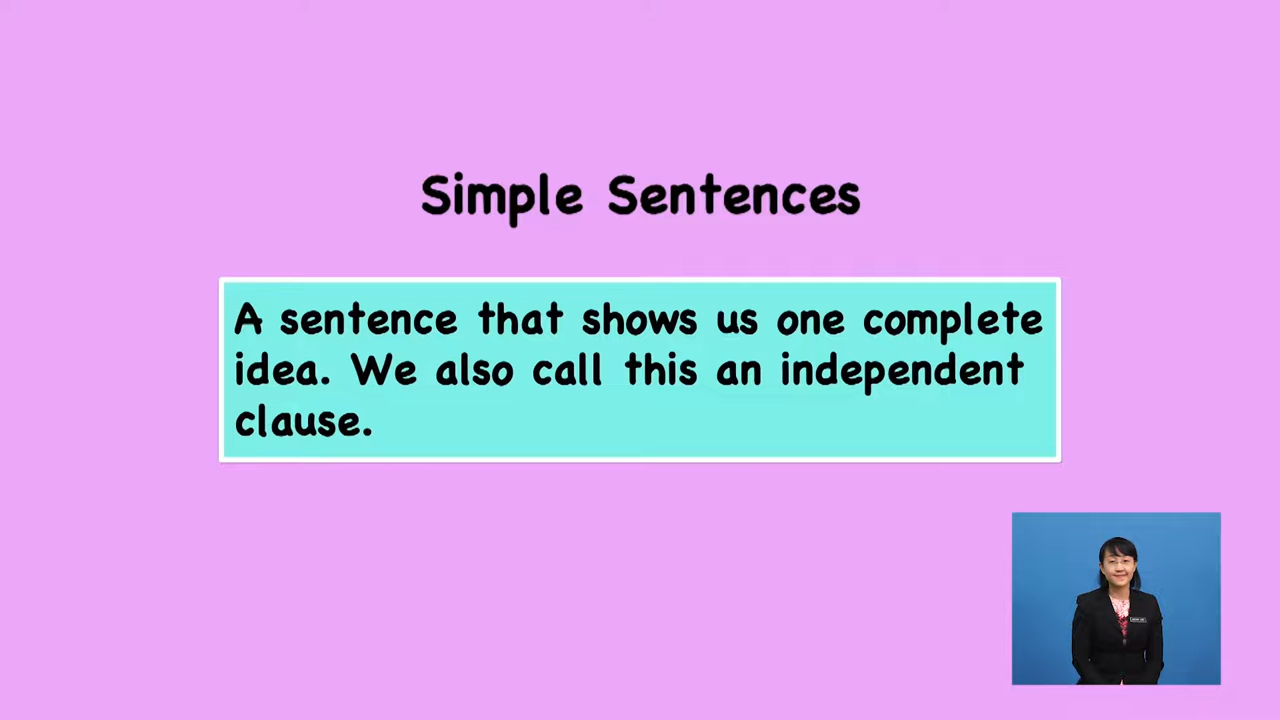 Simple Sentences
A sentence that shows us one complete
idea. We also call this an independent
clause.